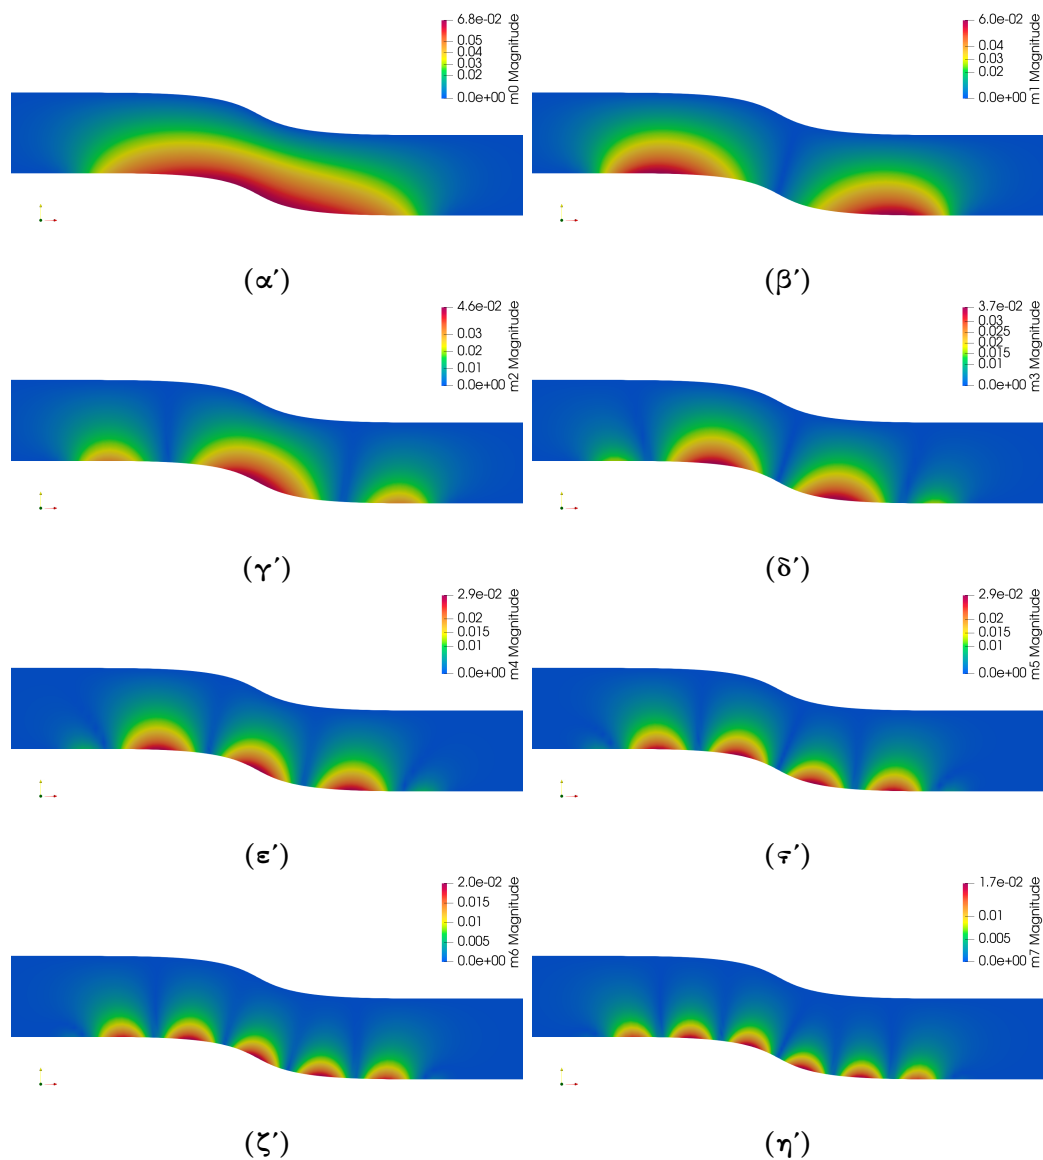 6.8e-02
0.05
0.04
0.03
0.02
0.0e+00
m0 Magnitude
6.0e-02
0.04
0.03
0.02
0.0e+00
m1 Magnitude
(α’)
(β’)
4.6e-02
0.03
0.02
0.01
0.0e+00
m2 Magnitude
3.7e-02
0.03
0.025
0.02
0.015
0.01
0.0e+00
m3 Magnitude
(γ’)
(δ’)
2.9e-02
0.02
0.015
0.01
0.0e+00
m4 Magnitude
2.9e-02
0.02
0.015
0.01
0.0e+00
m5 Magnitude
(ε’)
(ϛ’)
2.0e-02
0.015
0.01
0.005
0.0e+00
m6 Magnitude
1.7e-02
0.01
0.005
0.0e+00
m7 Magnitude
(ζ’)
(η’)